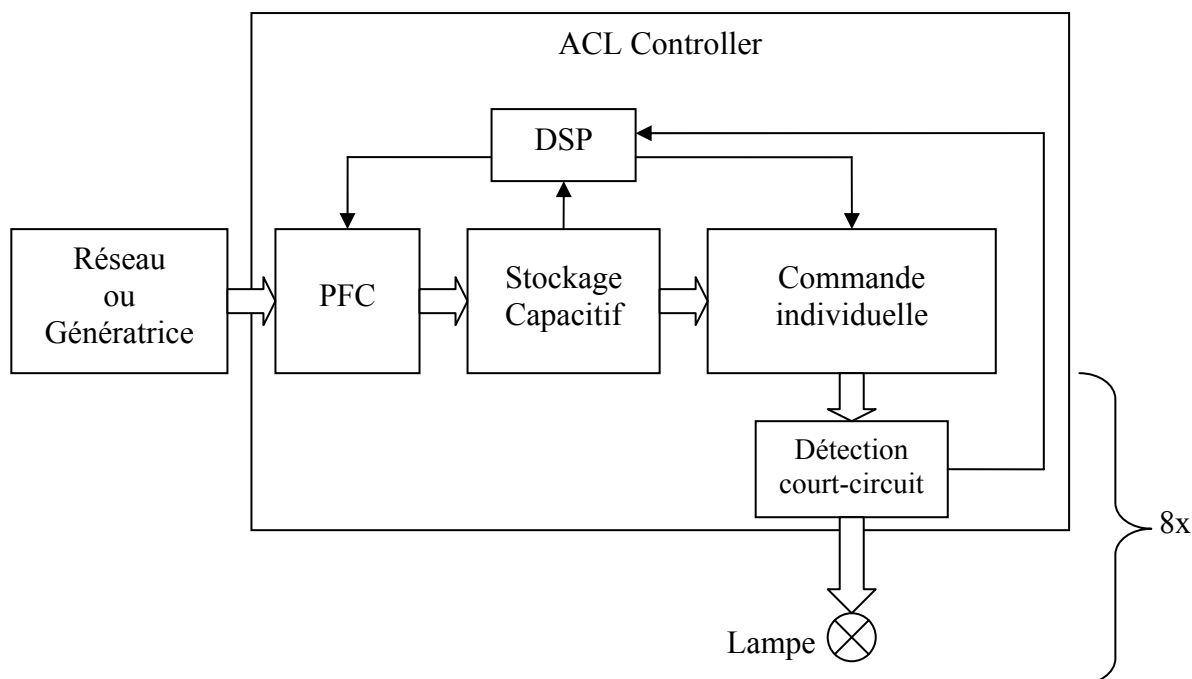 ACL Controller
DSP
Réseau
ou
Génératrice
PFC
Stockage
Capacitif
Commande
individuelle
Détection
court-circuit
8x
Lampe